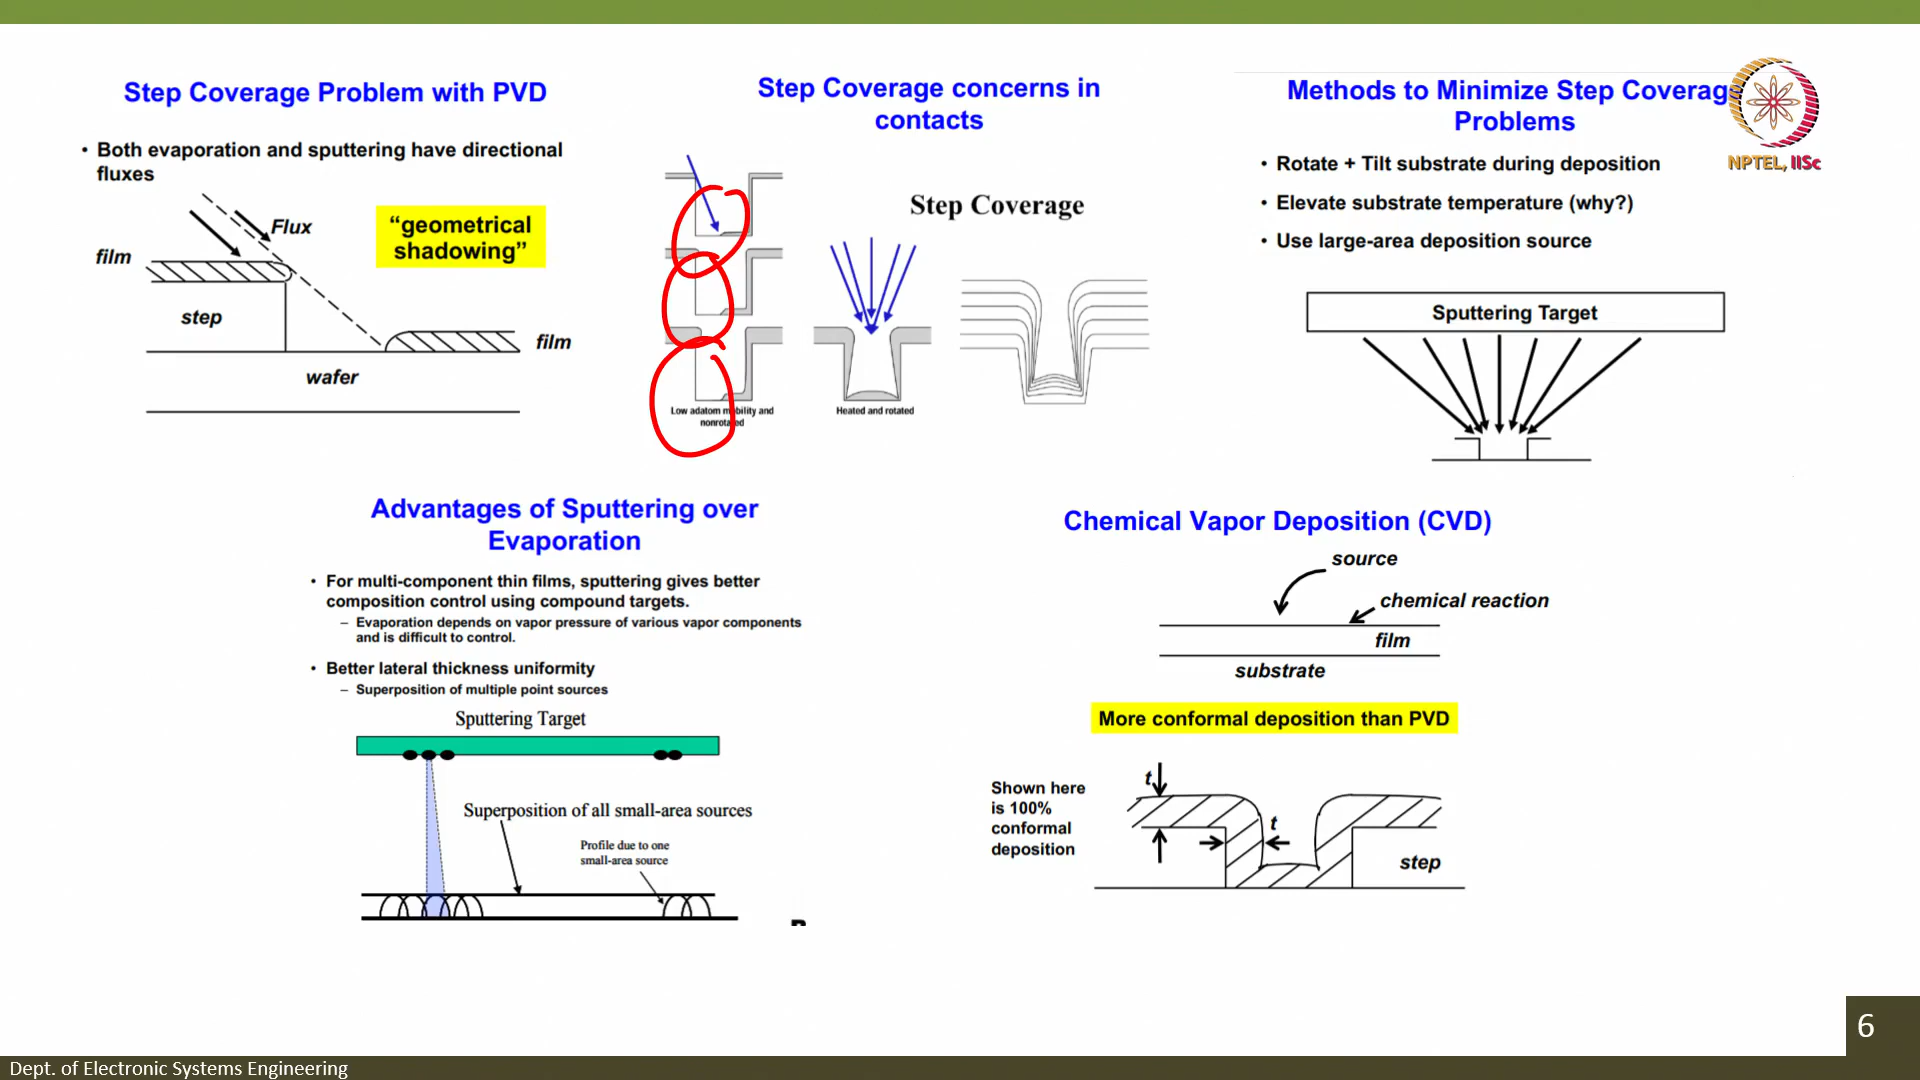 Step Coverage Problem with PVD
• Both evaporation and sputtering have directional
fluxes
Flux
“geometrical
shadowing”
film
step
film
wafer
Step Coverage concerns in
contacts
Step Coverage
Low adatom mobility and
nonrotated
Heated and rotated
Methods to Minimize Step Coverag
Problems
NPTEL, IISc
• Rotate + Tilt substrate during deposition
• Elevate substrate temperature (why?)
• Use large-area deposition source
Sputtering Target
Advantages of Sputtering over
Evaporation
• For multi-component thin films, sputtering gives better
composition control using compound targets.
– Evaporation depends on vapor pressure of various vapor components
and is difficult to control.
• Better lateral thickness uniformity
– Superposition of multiple point sources
Sputtering Target
Superposition of all small-area sources
Profile due to one
small-area source
Chemical Vapor Deposition (CVD)
source
chemical reaction
film
substrate
More conformal deposition than PVD
Shown here
is 100%
conformal
deposition
t
t
step
6
Dept. of Electronic Systems Engineering